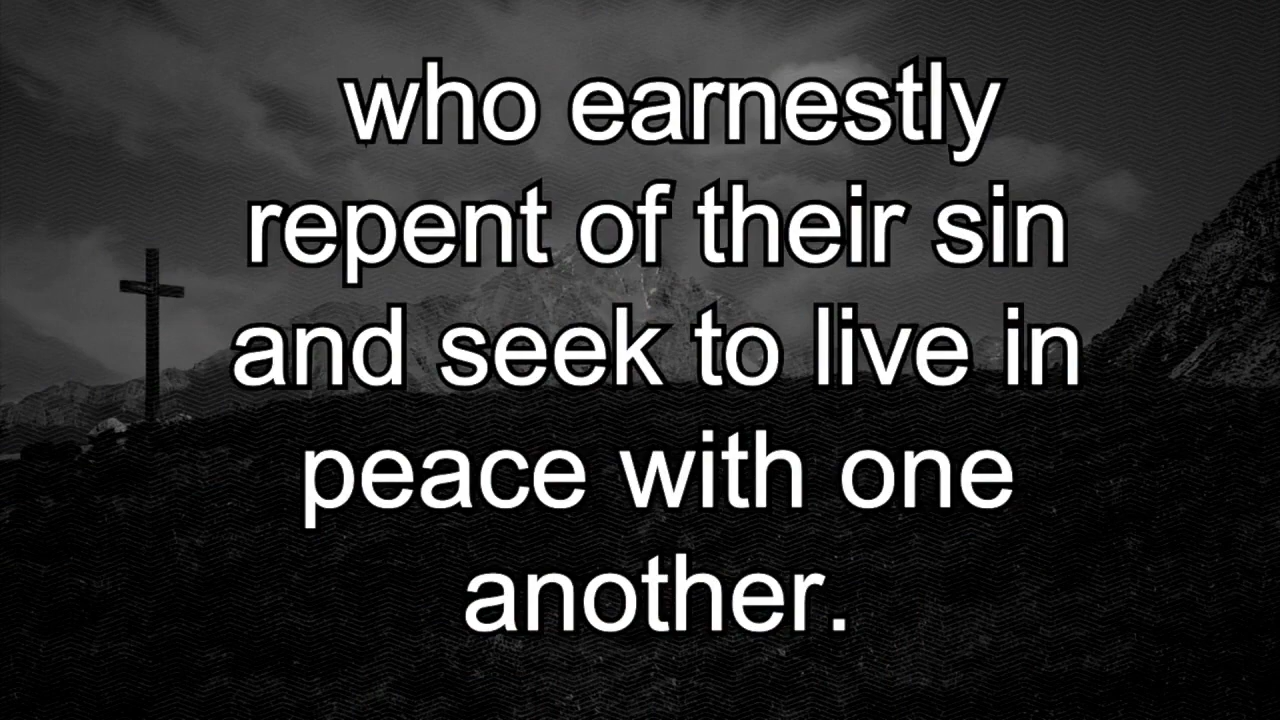 who earnestly
repent of their sin
and seek to live in
peace with one
another.